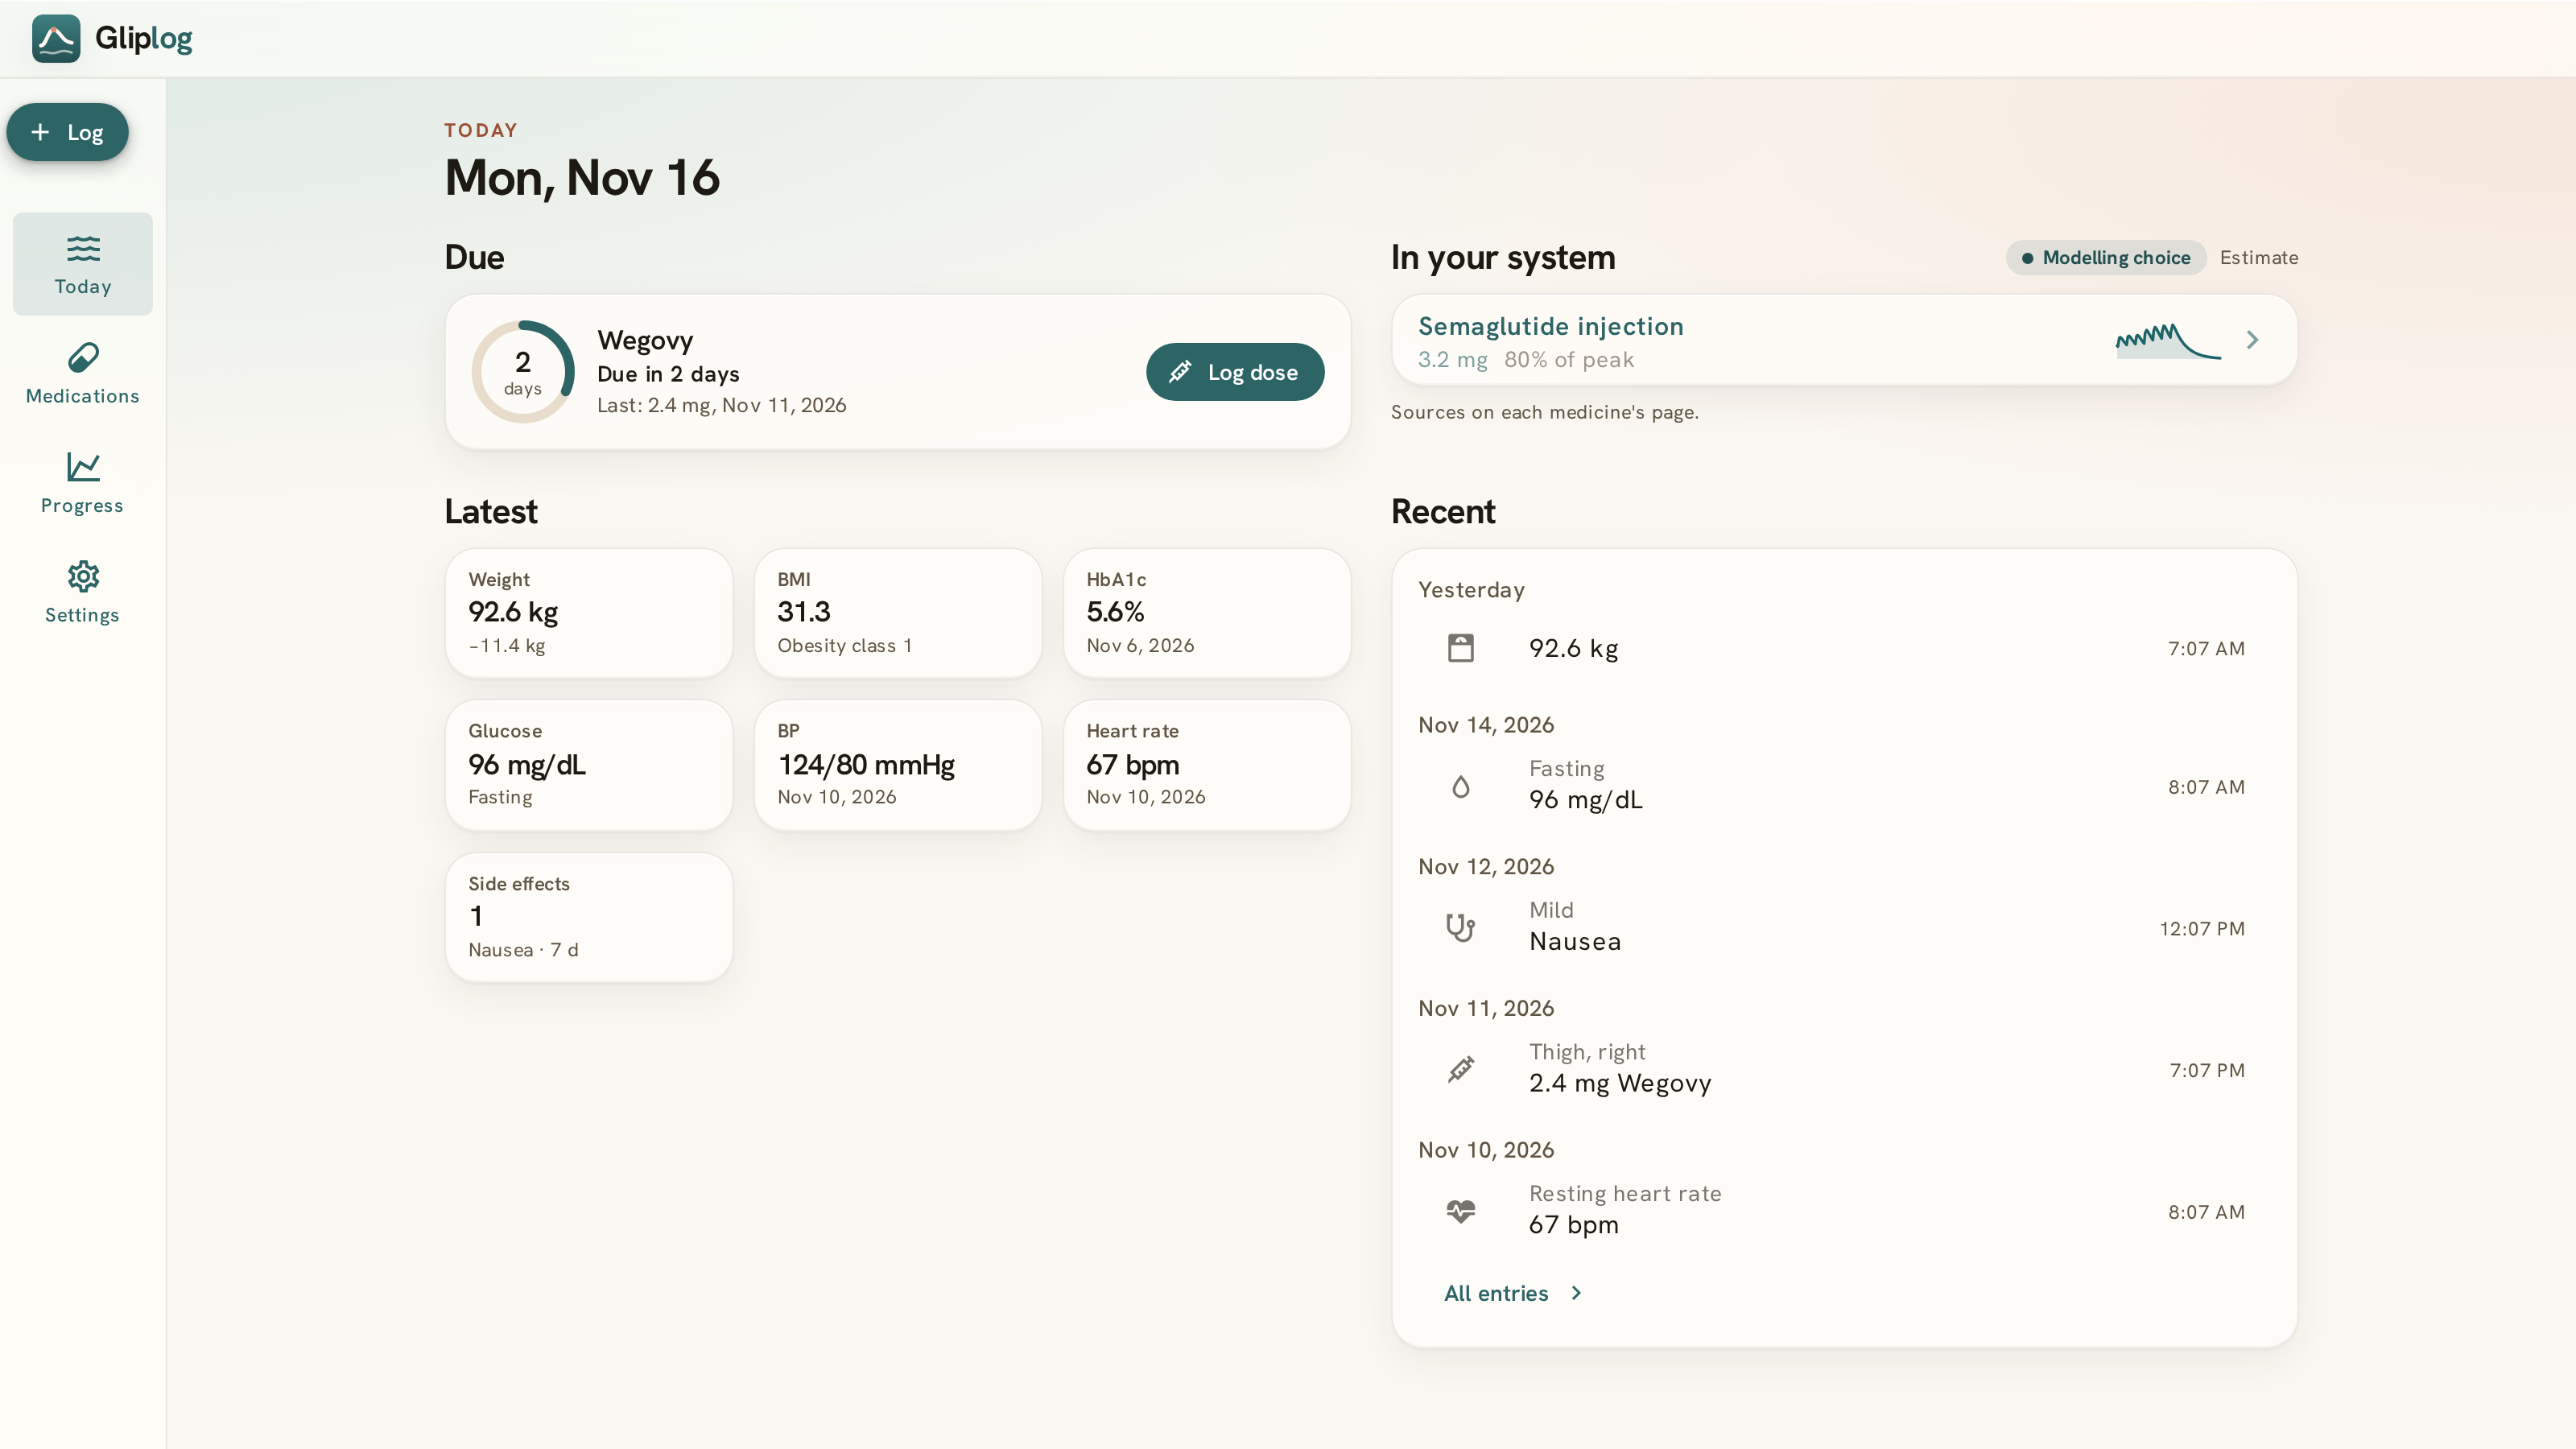 Gliplog
Log
Today
Medications
Progress
Settings
TODAY
Mon, Nov 16
Due
2
days
Wegovy
Due in 2 days
Last: 2.4 mg, Nov 11, 2026
Log dose
In your system
Modelling choice
Estimate
Semaglutide injection
3.2 mg 80% of peak
Sources on each medicine's page.
Latest
Weight
92.6 kg
−11.4 kg
BMI
31.3
Obesity class 1
HbA1c
5.6%
Nov 6, 2026
Glucose
96 mg/dL
Fasting
BP
124/80 mmHg
Nov 10, 2026
Heart rate
67 bpm
Nov 10, 2026
Side effects
1
Nausea · 7 d
Recent
Yesterday
92.6 kg
7:07 AM
Nov 14, 2026
Fasting
96 mg/dL
8:07 AM
Nov 12, 2026
Mild
Nausea
12:07 PM
Nov 11, 2026
Thigh, right
2.4 mg Wegovy
7:07 PM
Nov 10, 2026
Resting heart rate
67 bpm
8:07 AM
All entries